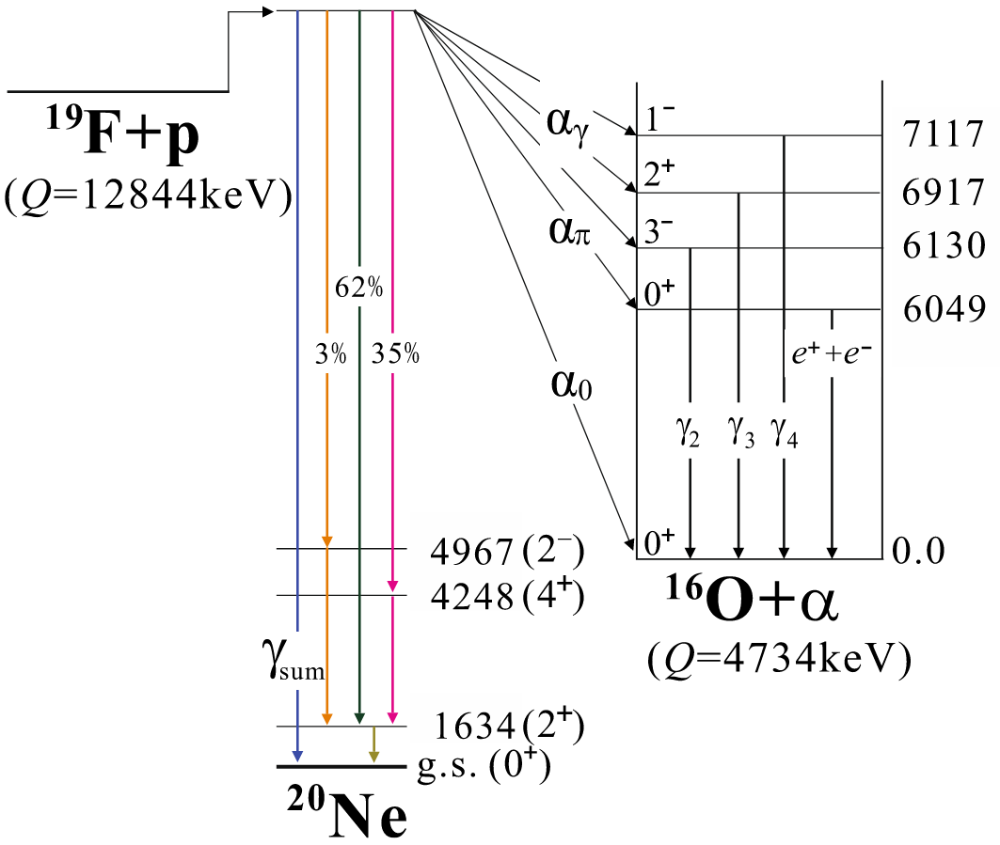 ¹⁹F+p
(Q=12844keV)
62%
3%
35%
4967(2⁻)
4248(4⁺)
γsum
1634(2⁺)
g.s.(0⁺)
²⁰Ne
αγ
απ
α₀
1⁻
7117
2⁺
6917
3⁻
6130
0⁺
6049
e⁺+e⁻
γ₂
γ₃
γ₄
0⁺
0.0
¹⁶O+α
(Q=4734keV)